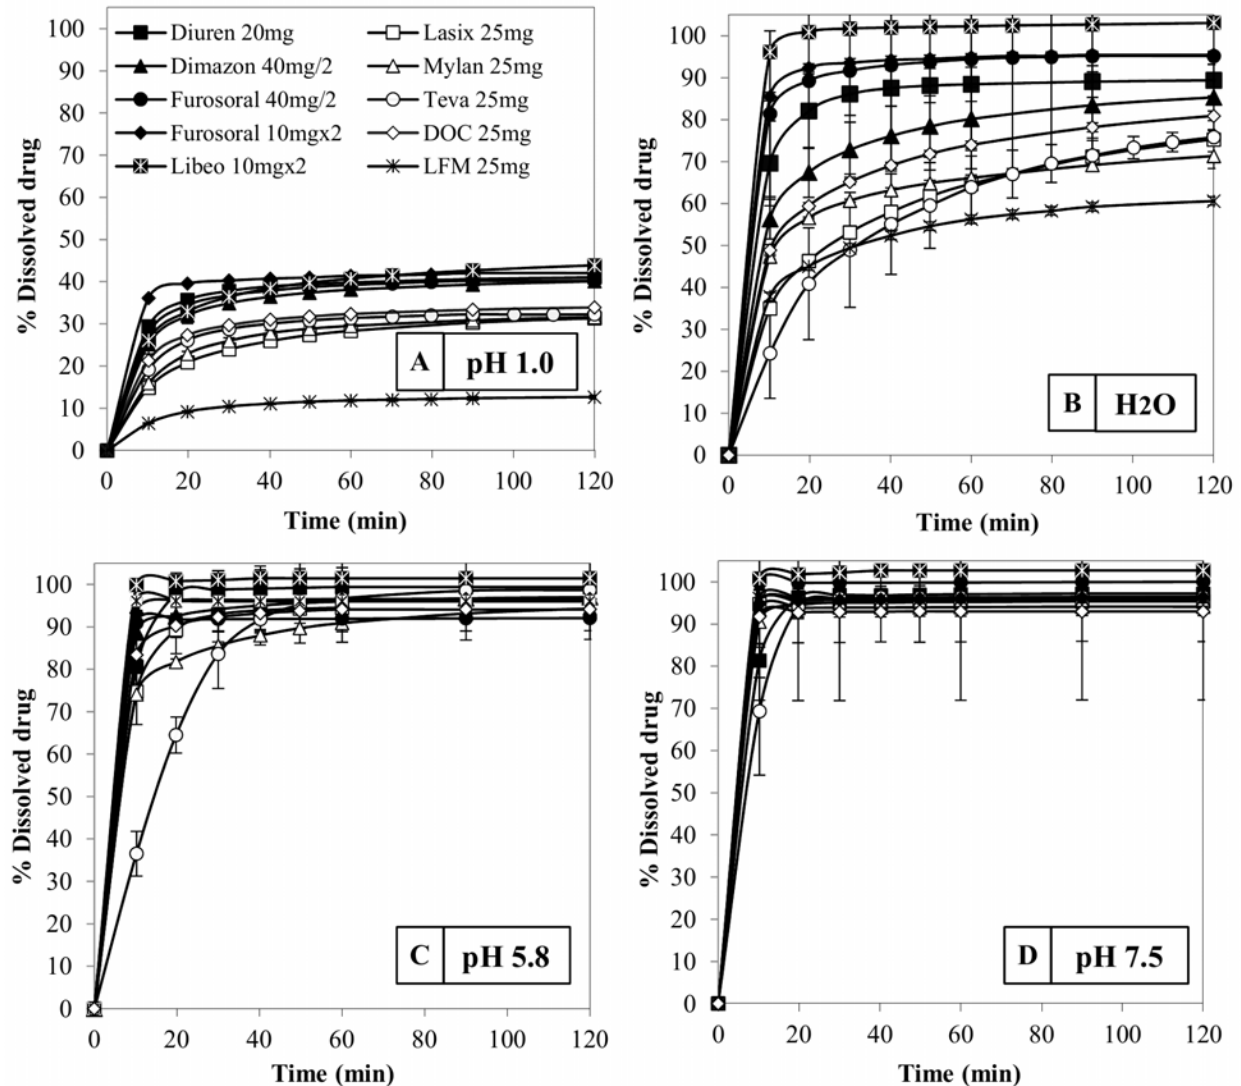 100
90
80
70
60
50
40
30
20
10
0
% Dissolved drug
Diuren 20mg
Dimazon 40mg/2
Furosoral 40mg/2
Furosoral 10mgx2
Libeo 10mgx2
Lasix 25mg
Mylan 25mg
Teva 25mg
DOC 25mg
LFM 25mg
A pH 1.0
0 20 40 60 80 100 120
Time (min)
100
90
80
70
60
50
40
30
20
10
0
% Dissolved drug
B H2O
0 20 40 60 80 100 120
Time (min)
100
90
80
70
60
50
40
30
20
10
0
% Dissolved drug
C pH 5.8
0 20 40 60 80 100 120
Time (min)
100
90
80
70
60
50
40
30
20
10
0
% Dissolved drug
D pH 7.5
0 20 40 60 80 100 120
Time (min)